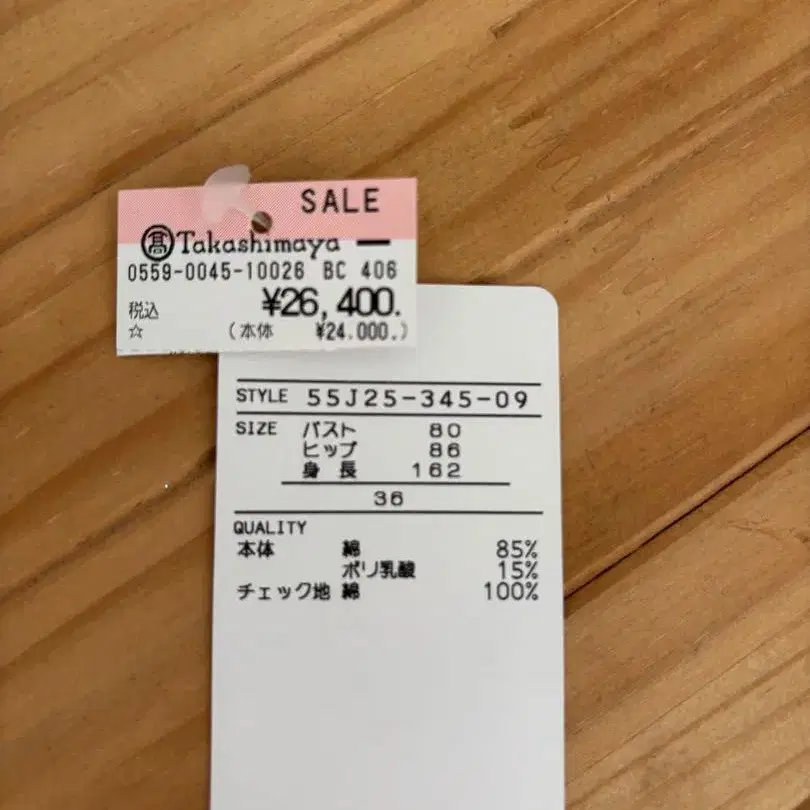 SALE
髙 Takashimaya
0559-0045-10026 BC 406
税込 ¥26,400.
☆ (本体 ¥24.000.)
STYLE 55J25-345-09
SIZE バスト 80
ヒップ 86
身長 162
36
QUALITY
本体 綿 85%
ポリ乳酸 15%
チェック地 綿 100%